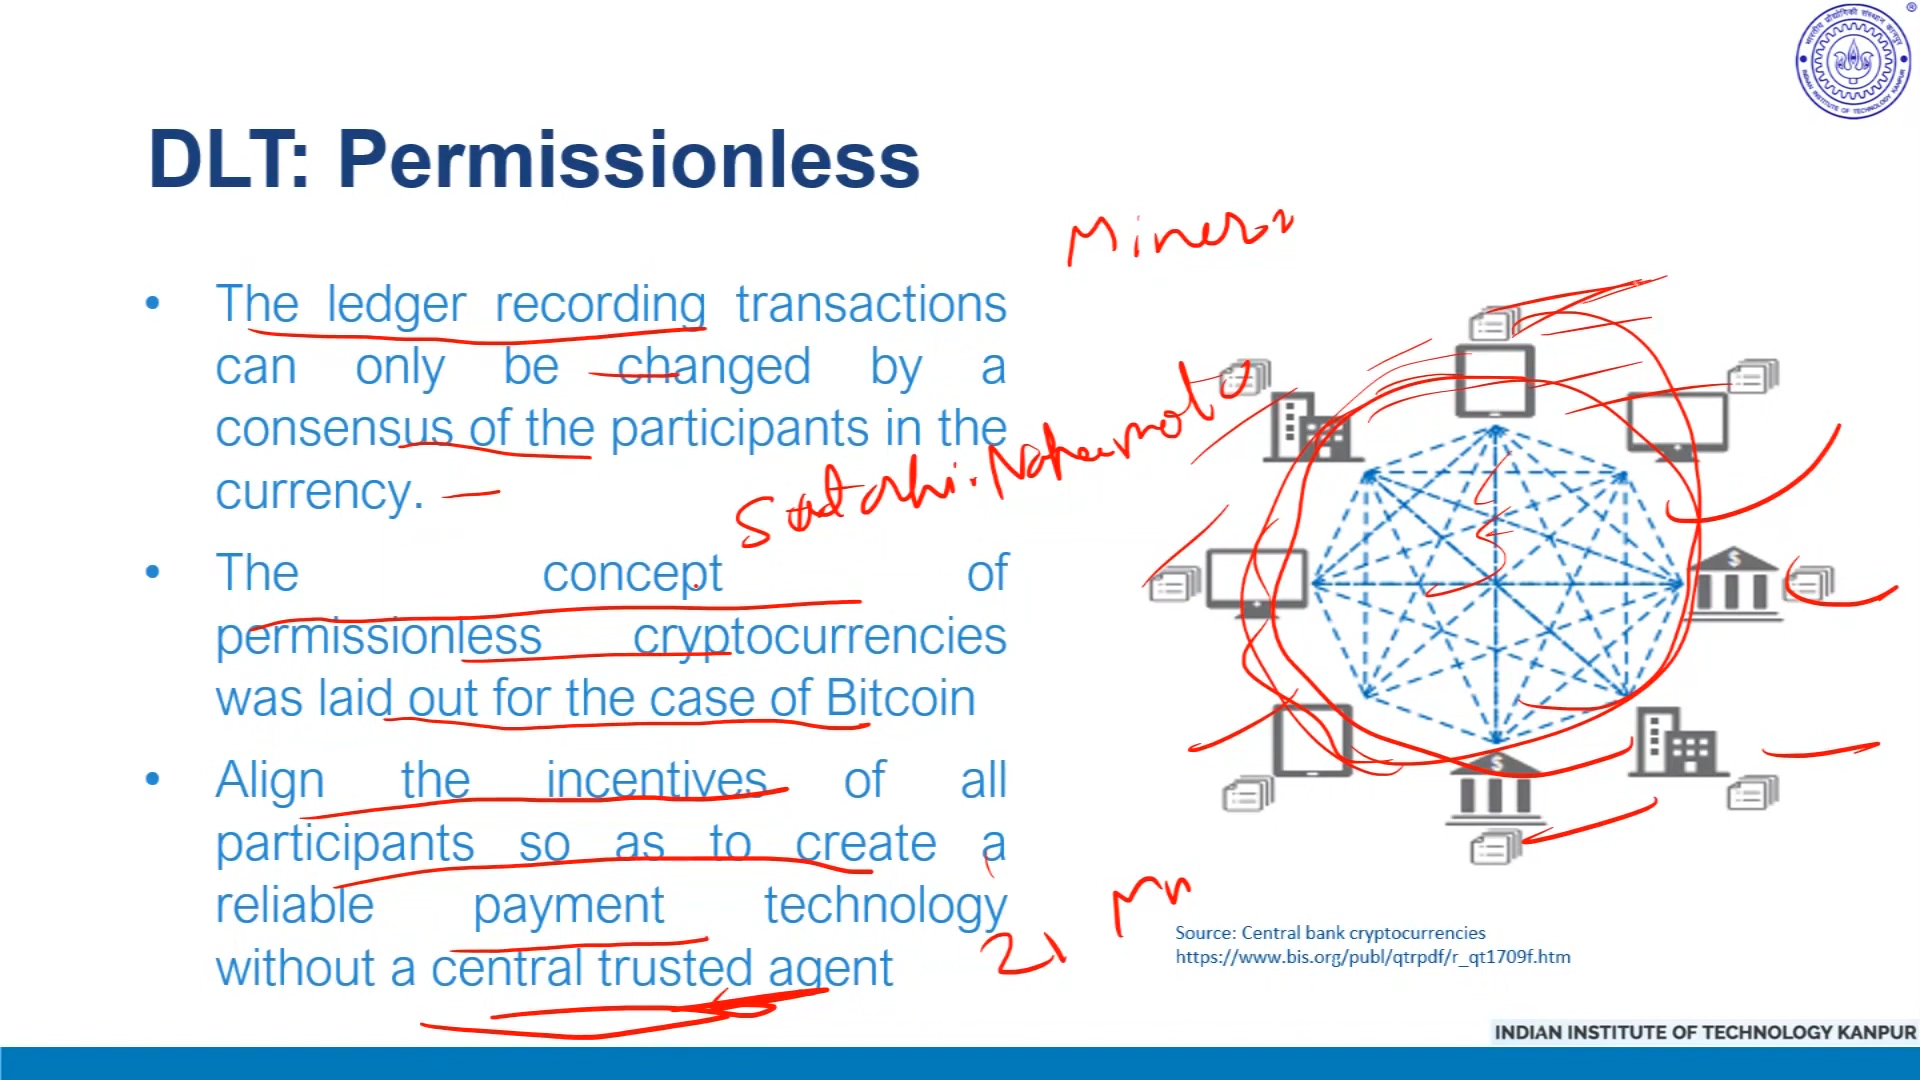 DLT: Permissionless
Miners
• The ledger recording transactions
can only be changed by a
consensus of the participants in the
currency.
• The concept of
permissionless cryptocurrencies
was laid out for the case of Bitcoin
• Align the incentives of all
participants so as to create a
reliable payment technology
without a central trusted agent
21 Mn
Source: Central bank cryptocurrencies
https://www.bis.org/publ/qtrpdf/r_qt1709f.htm
INDIAN INSTITUTE OF TECHNOLOGY KANPUR